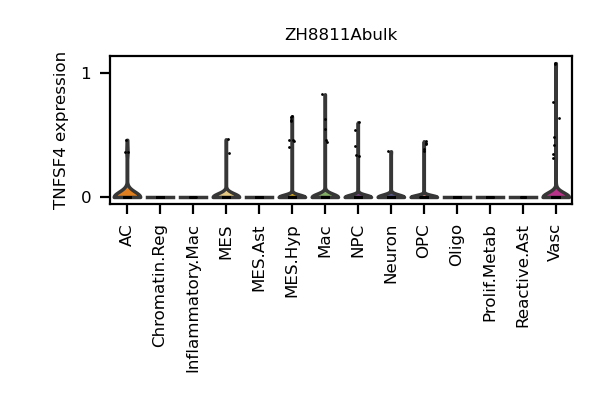 ZH8811Abulk
TNFSF4 expression
1
0
AC
Chromatin.Reg
Inflammatory.Mac
MES
MES.Ast
MES.Hyp
Mac
NPC
Neuron
OPC
Oligo
Prolif.Metab
Reactive.Ast
Vasc